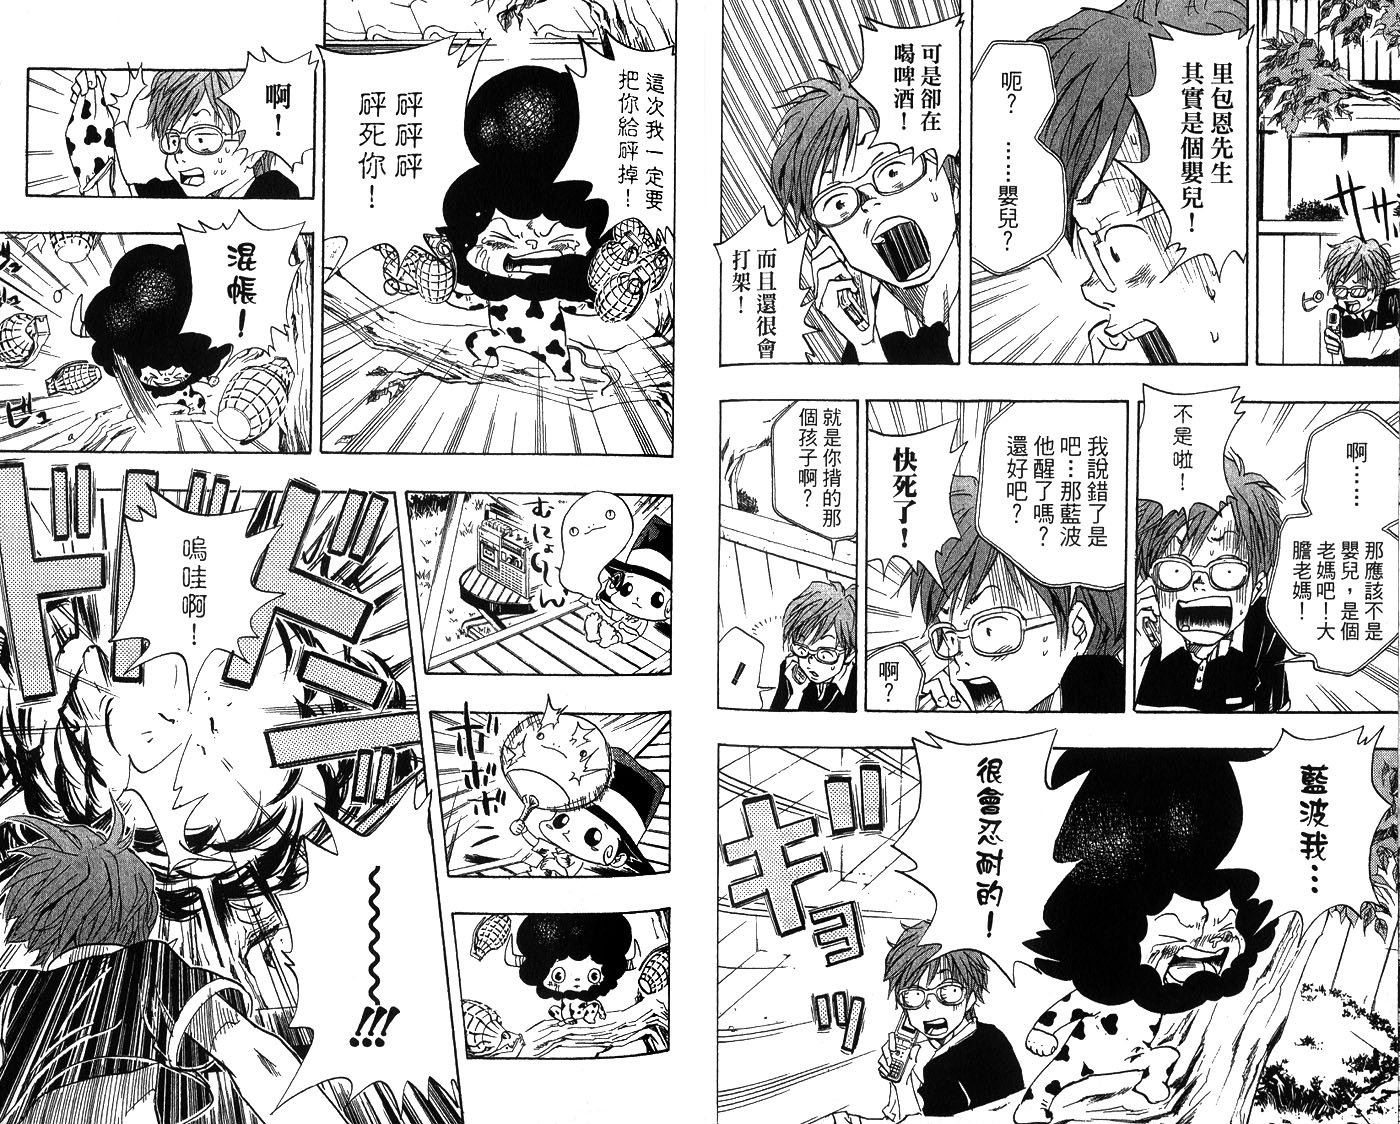 里包恩先生
其實是個嬰兒！
呃？……嬰兒？
可是卻在
喝啤酒！
而且還很會
打架！
啊……
那應該不是
嬰兒，是個
老媽吧！大
膽老媽！
不是啦！
我說錯了是
吧…那藍波
他醒了嗎？
還好吧？
快死了！
啊？
就是你揹的那
個孩子啊？
！
藍波我…
很會忍耐的！
ギョッ
這次我一定要
把你給砰掉！
砰砰砰
砰死你！
啊！
混帳！
ビュ
むにょーん
ボボボ
嗚哇啊！
！！！